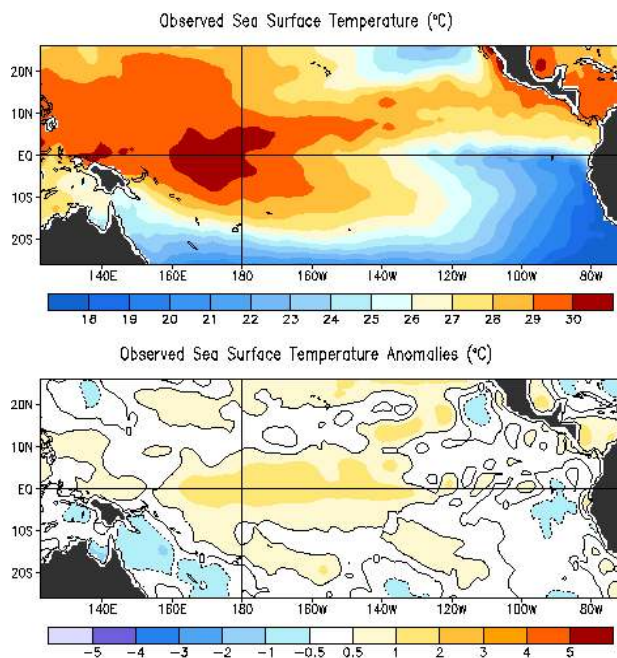 Observed Sea Surface Temperature (°C)
20N
10N
EQ
10S
20S
140E 160E 180 160W 140W 120W 100W 80W
18 19 20 21 22 23 24 25 26 27 28 29 30
Observed Sea Surface Temperature Anomalies (°C)
20N
10N
EQ
10S
20S
140E 160E 180 160W 140W 120W 100W 80W
-5 -4 -3 -2 -1 -0.5 0.5 1 2 3 4 5